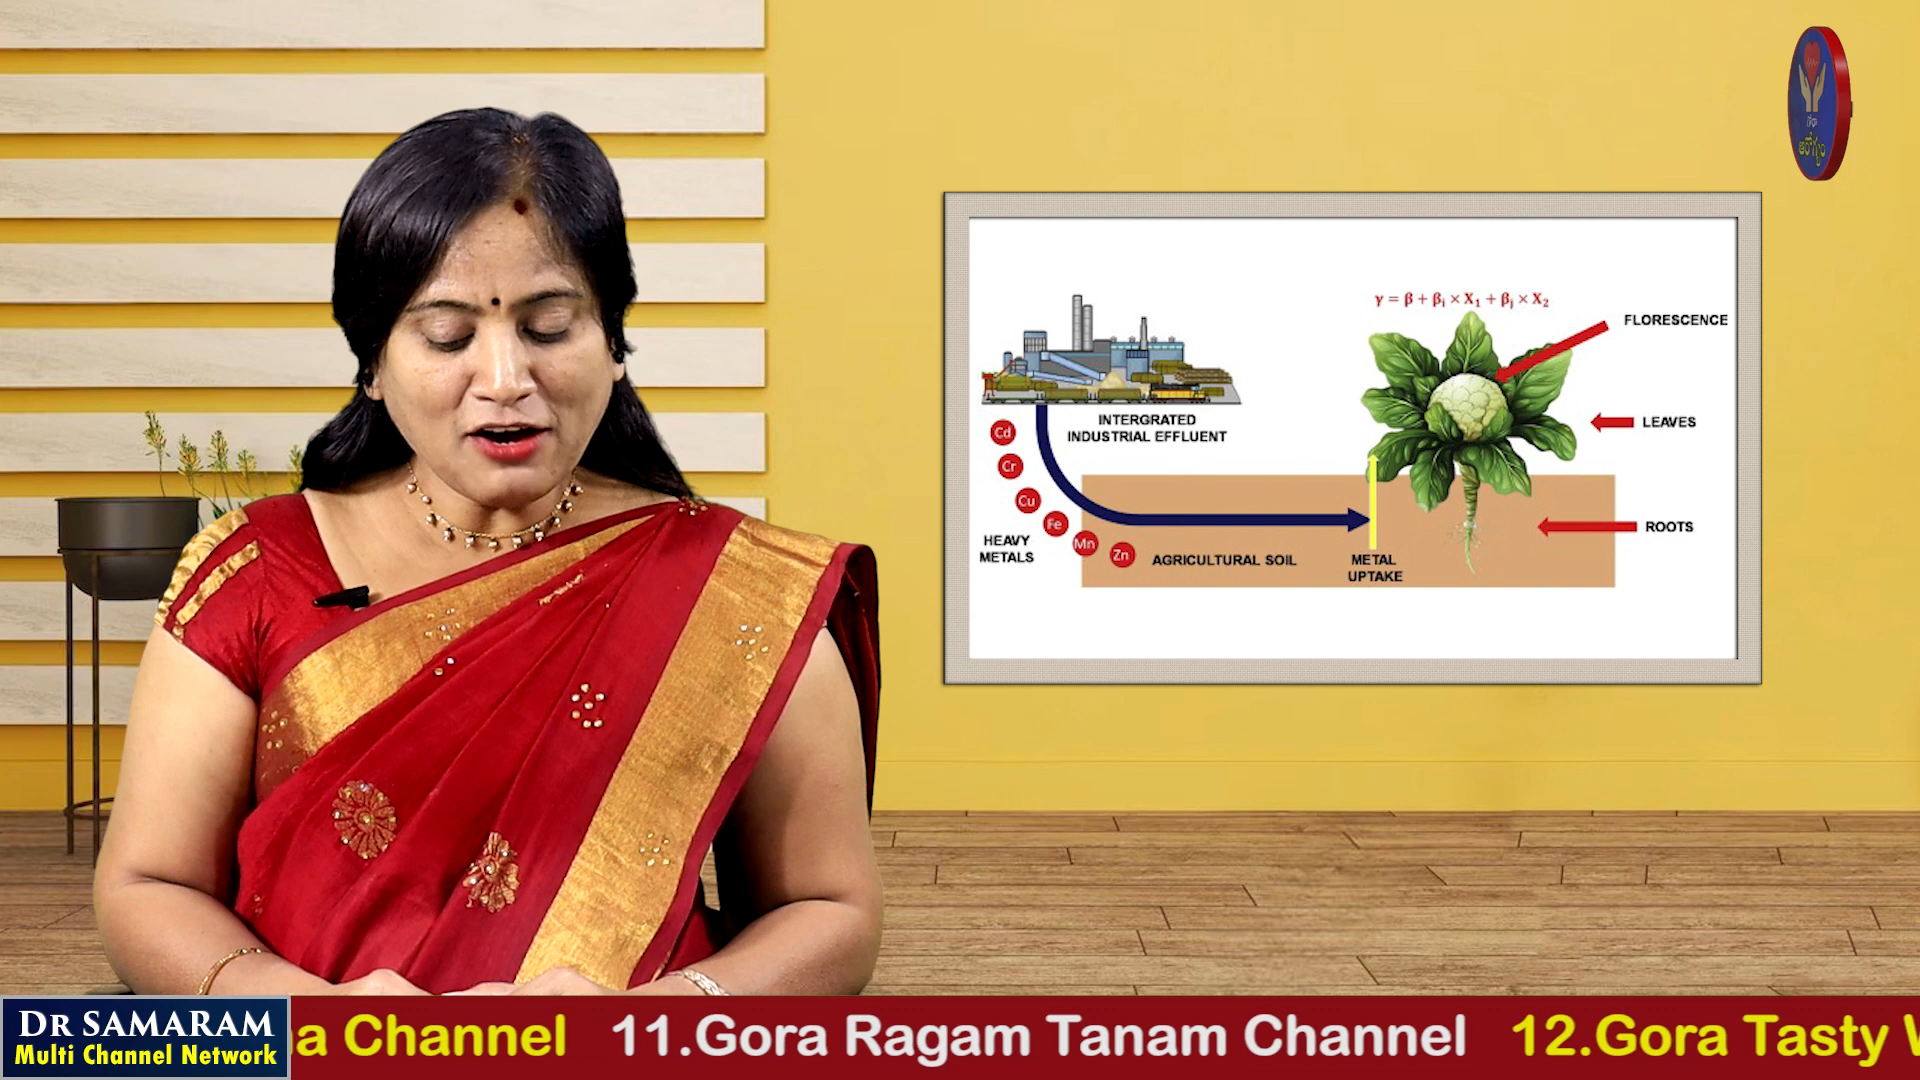 గోరా
ఆరోగ్యం
γ = β + βᵢ × X₁ + βⱼ × X₂
FLORESCENCE
LEAVES
ROOTS
INTERGRATED
INDUSTRIAL EFFLUENT
Cd
Cr
Cu
Fe
Mn
Zn
HEAVY
METALS
AGRICULTURAL SOIL
METAL
UPTAKE
DR SAMARAM
Multi Channel Network
a Channel 11.Gora Ragam Tanam Channel 12.Gora Tasty